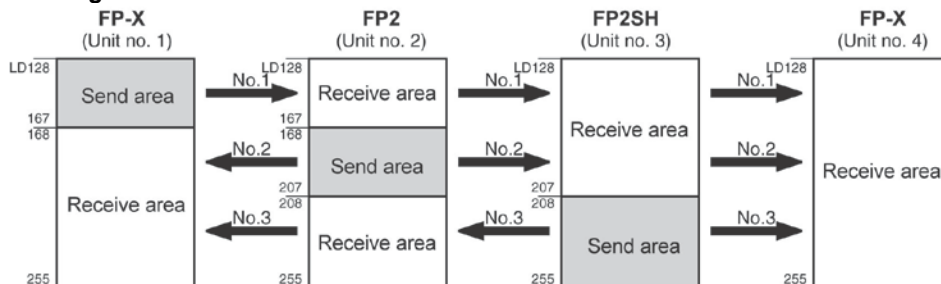 FP-X FP2 FP2SH FP-X
(Unit no. 1) (Unit no. 2) (Unit no. 3) (Unit no. 4)
LD128 LD128 LD128 LD128
No.1 No.1 No.1
Send area Receive area
167 167
168 168
No.2 No.2 Receive area No.2
Send area Receive area
207 207
Receive area 208 208
No.3 No.3 No.3
Receive area Send area
255 255 255 255